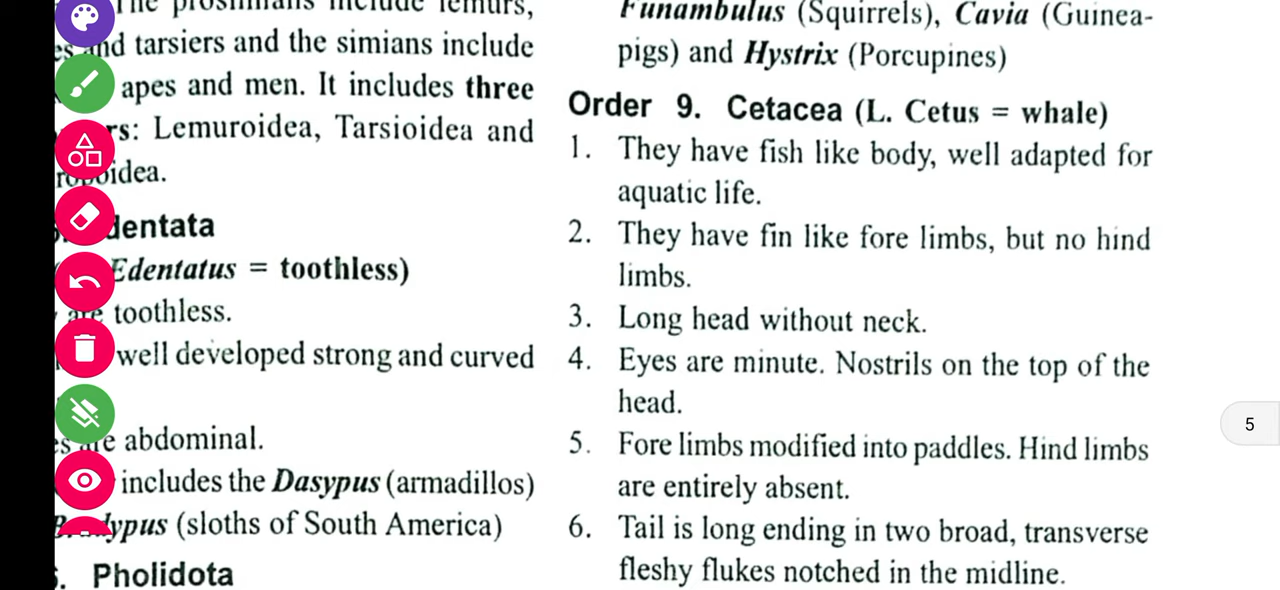 The prosimians include lemurs,
and tarsiers and the simians include
apes and men. It includes three
rs: Lemuroidea, Tarsioidea and
oidea.
dentata
Edentatus = toothless)
are toothless.
well developed strong and curved
are abdominal.
includes the Dasypus (armadillos)
ypus (sloths of South America)
. Pholidota
Funambulus (Squirrels), Cavia (Guinea-
pigs) and Hystrix (Porcupines)
Order 9. Cetacea (L. Cetus = whale)
1. They have fish like body, well adapted for
aquatic life.
2. They have fin like fore limbs, but no hind
limbs.
3. Long head without neck.
4. Eyes are minute. Nostrils on the top of the
head.
5. Fore limbs modified into paddles. Hind limbs
are entirely absent.
6. Tail is long ending in two broad, transverse
fleshy flukes notched in the midline.
5